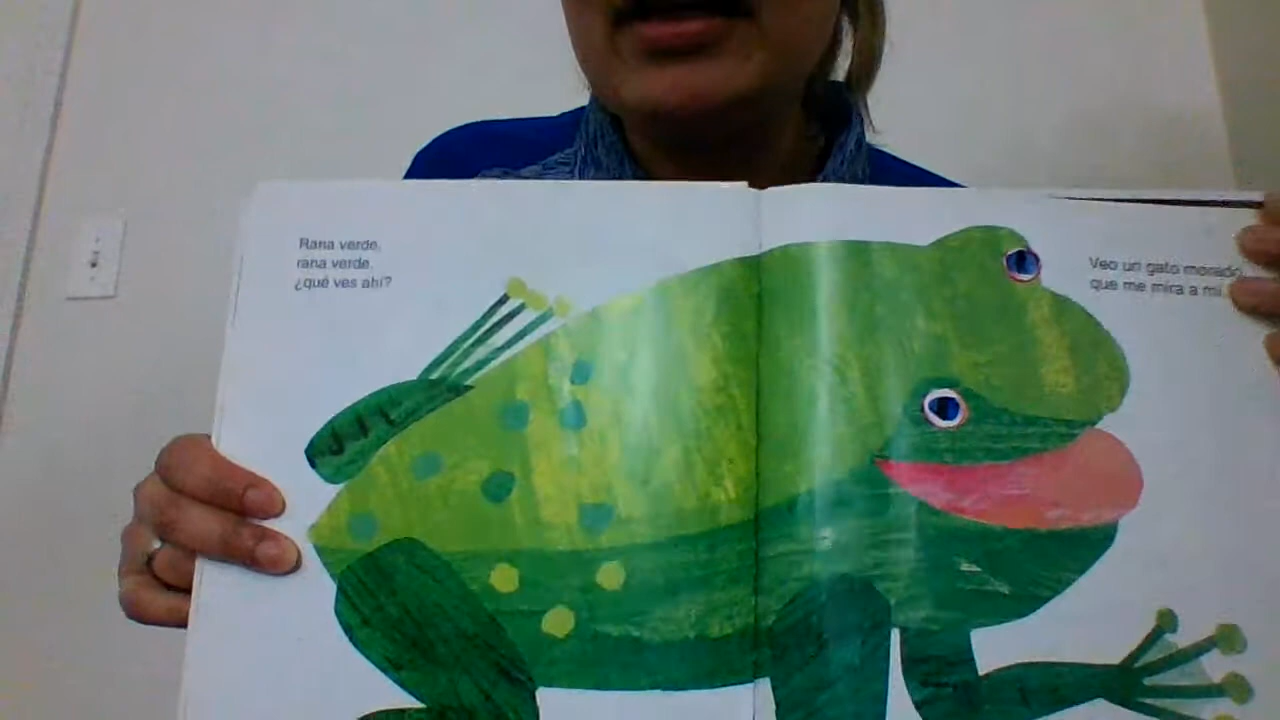 Rana verde,
rana verde,
¿qué ves ahí?
Veo un gato morado
que me mira a mí.